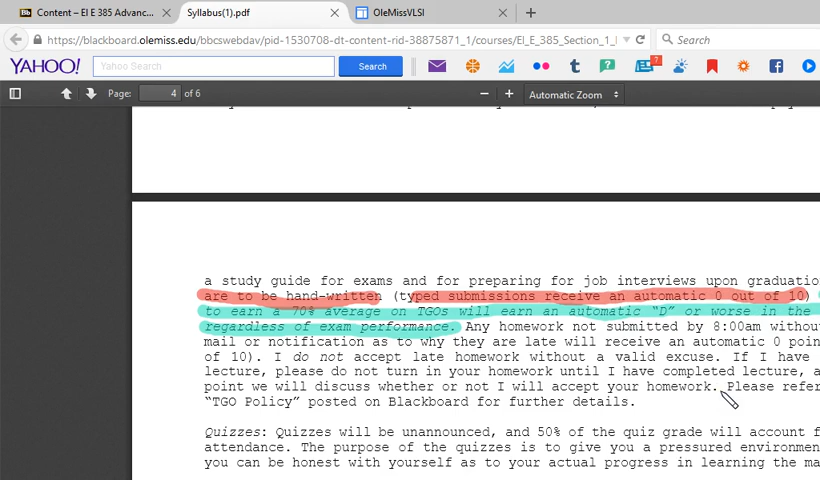 Content – El E 385 Advanc...
Syllabus(1).pdf
OleMissVLSI
https://blackboard.olemiss.edu/bbcswebdav/pid-1530708-dt-content-rid-38875871_1/courses/El_E_385_Section_1_
Search
YAHOO!
Yahoo Search
Search
7
Page: 4 of 6
Automatic Zoom
a study guide for exams and for preparing for job interviews upon graduatio
are to be hand-written (typed submissions receive an automatic 0 out of 10)
to earn a 70% average on TGOs will earn an automatic “D” or worse in the
regardless of exam performance. Any homework not submitted by 8:00am withou
mail or notification as to why they are late will receive an automatic 0 poin
of 10). I do not accept late homework without a valid excuse. If I have
lecture, please do not turn in your homework until I have completed lecture, a
point we will discuss whether or not I will accept your homework. Please refer
“TGO Policy” posted on Blackboard for further details.
Quizzes: Quizzes will be unannounced, and 50% of the quiz grade will account f
attendance. The purpose of the quizzes is to give you a pressured environmen
you can be honest with yourself as to your actual progress in learning the ma